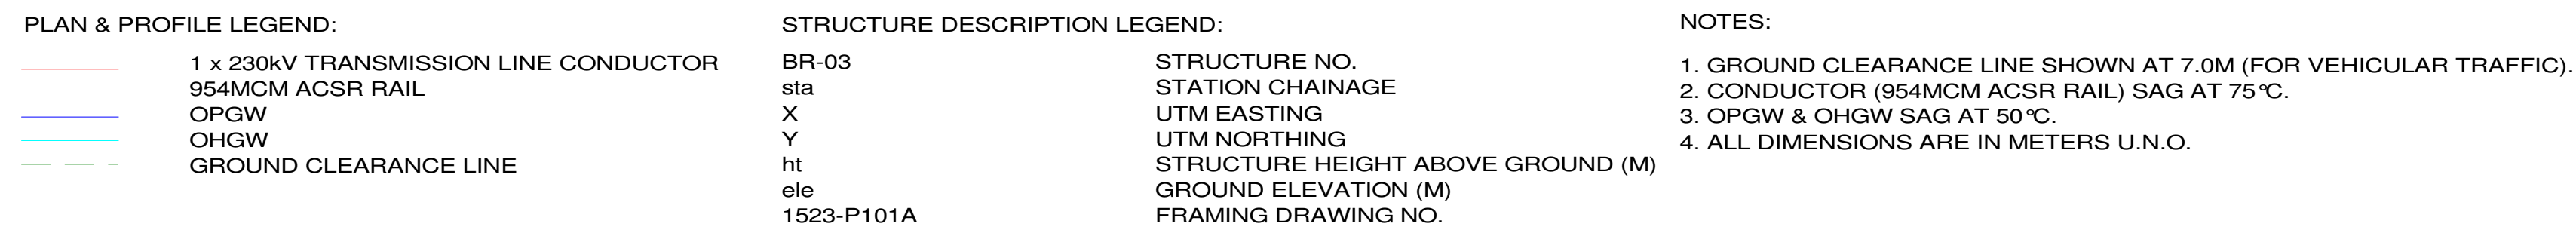 PLAN & PROFILE LEGEND:
1 x 230kV TRANSMISSION LINE CONDUCTOR
954MCM ACSR RAIL
OPGW
OHGW
GROUND CLEARANCE LINE
STRUCTURE DESCRIPTION LEGEND:
BR-03 STRUCTURE NO.
sta STATION CHAINAGE
X UTM EASTING
Y UTM NORTHING
ht STRUCTURE HEIGHT ABOVE GROUND (M)
ele GROUND ELEVATION (M)
1523-P101A FRAMING DRAWING NO.
NOTES:
1. GROUND CLEARANCE LINE SHOWN AT 7.0M (FOR VEHICULAR TRAFFIC).
2. CONDUCTOR (954MCM ACSR RAIL) SAG AT 75°C.
3. OPGW & OHGW SAG AT 50°C.
4. ALL DIMENSIONS ARE IN METERS U.N.O.